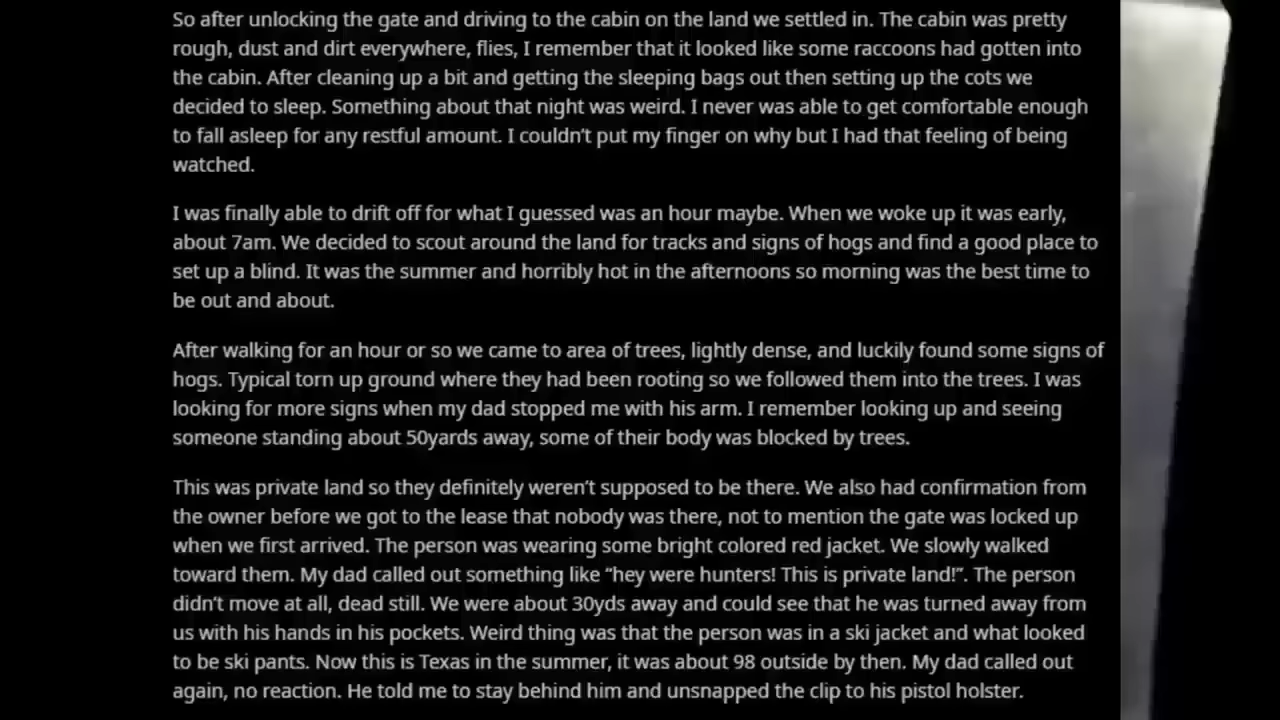 So after unlocking the gate and driving to the cabin on the land we settled in. The cabin was pretty
rough, dust and dirt everywhere, flies, I remember that it looked like some raccoons had gotten into
the cabin. After cleaning up a bit and getting the sleeping bags out then setting up the cots we
decided to sleep. Something about that night was weird. I never was able to get comfortable enough
to fall asleep for any restful amount. I couldn’t put my finger on why but I had that feeling of being
watched.
I was finally able to drift off for what I guessed was an hour maybe. When we woke up it was early,
about 7am. We decided to scout around the land for tracks and signs of hogs and find a good place to
set up a blind. It was the summer and horribly hot in the afternoons so morning was the best time to
be out and about.
After walking for an hour or so we came to area of trees, lightly dense, and luckily found some signs of
hogs. Typical torn up ground where they had been rooting so we followed them into the trees. I was
looking for more signs when my dad stopped me with his arm. I remember looking up and seeing
someone standing about 50yards away, some of their body was blocked by trees.
This was private land so they definitely weren’t supposed to be there. We also had confirmation from
the owner before we got to the lease that nobody was there, not to mention the gate was locked up
when we first arrived. The person was wearing some bright colored red jacket. We slowly walked
toward them. My dad called out something like “hey were hunters! This is private land!”. The person
didn’t move at all, dead still. We were about 30yds away and could see that he was turned away from
us with his hands in his pockets. Weird thing was that the person was in a ski jacket and what looked
to be ski pants. Now this is Texas in the summer, it was about 98 outside by then. My dad called out
again, no reaction. He told me to stay behind him and unsnapped the clip to his pistol holster.